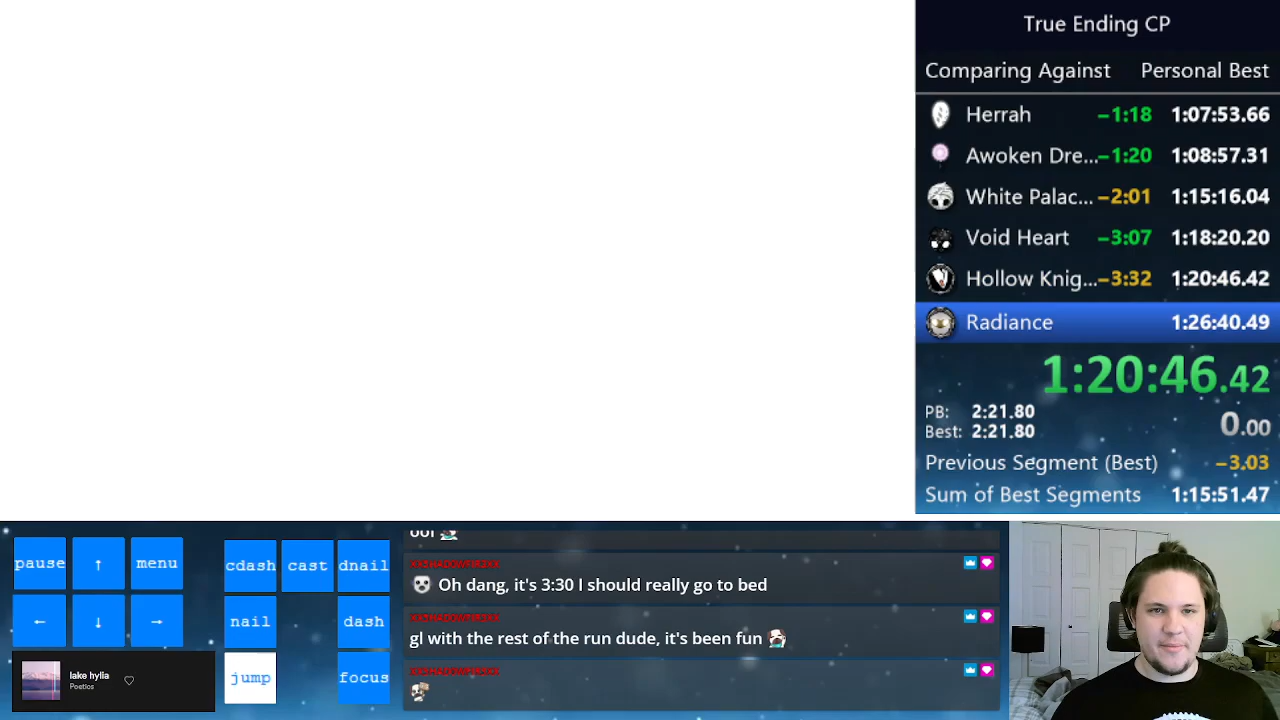 True Ending CP
Comparing Against Personal Best
Herrah −1:18 1:07:53.66
Awoken Dre... −1:20 1:08:57.31
White Palac... −2:01 1:15:16.04
Void Heart −3:07 1:18:20.20
Hollow Knig... −3:32 1:20:46.42
Radiance 1:26:40.49
1:20:46.42
PB: 2:21.80
Best: 2:21.80
0.00
Previous Segment (Best) −3.03
Sum of Best Segments 1:15:51.47
pause ↑ menu
← ↓ →
cdash cast dnail
nail dash
jump focus
lake hylia
Poetics
Oh dang, it's 3:30 I should really go to bed
gl with the rest of the run dude, it's been fun